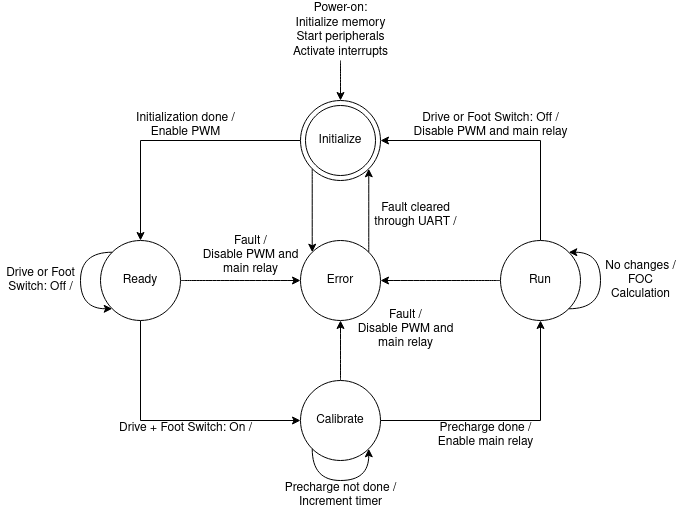 Power-on:
Initialize memory
Start peripherals
Activate interrupts
Initialization done /
Enable PWM
Initialize
Drive or Foot Switch: Off /
Disable PWM and main relay
Fault cleared
through UART /
Drive or Foot
Switch: Off /
Ready
Fault /
Disable PWM and
main relay
Error
Run
No changes /
FOC
Calculation
Fault /
Disable PWM and
main relay
Drive + Foot Switch: On /
Calibrate
Precharge done /
Enable main relay
Precharge not done /
Increment timer